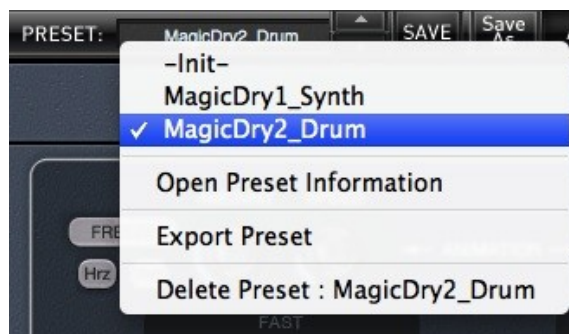 PRESET: MagicDry2_Drum SAVE Save As
-Init-
MagicDry1_Synth
✓ MagicDry2_Drum
Open Preset Information
FRE
Export Preset
Hrz
Delete Preset : MagicDry2_Drum
FAST